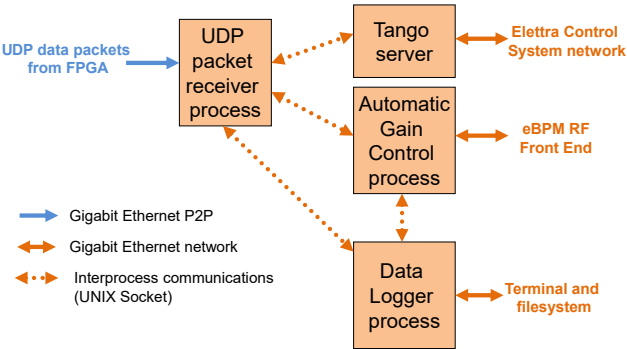 UDP data packets
from FPGA
UDP
packet
receiver
process
Tango
server
Elettra Control
System network
Automatic
Gain
Control
process
eBPM RF
Front End
Gigabit Ethernet P2P
Gigabit Ethernet network
Interprocess communications
(UNIX Socket)
Data
Logger
process
Terminal and
filesystem